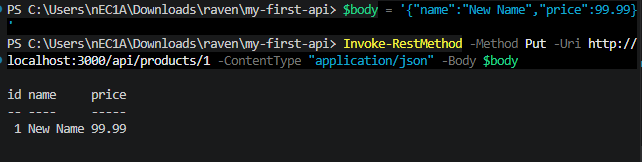 PS C:\Users\nEC1A\Downloads\raven\my-first-api> $body = '{"name":"New Name","price":99.99}
'
PS C:\Users\nEC1A\Downloads\raven\my-first-api> Invoke-RestMethod -Method Put -Uri http://
localhost:3000/api/products/1 -ContentType "application/json" -Body $body

id name     price
-- ----     -----
 1 New Name 99.99